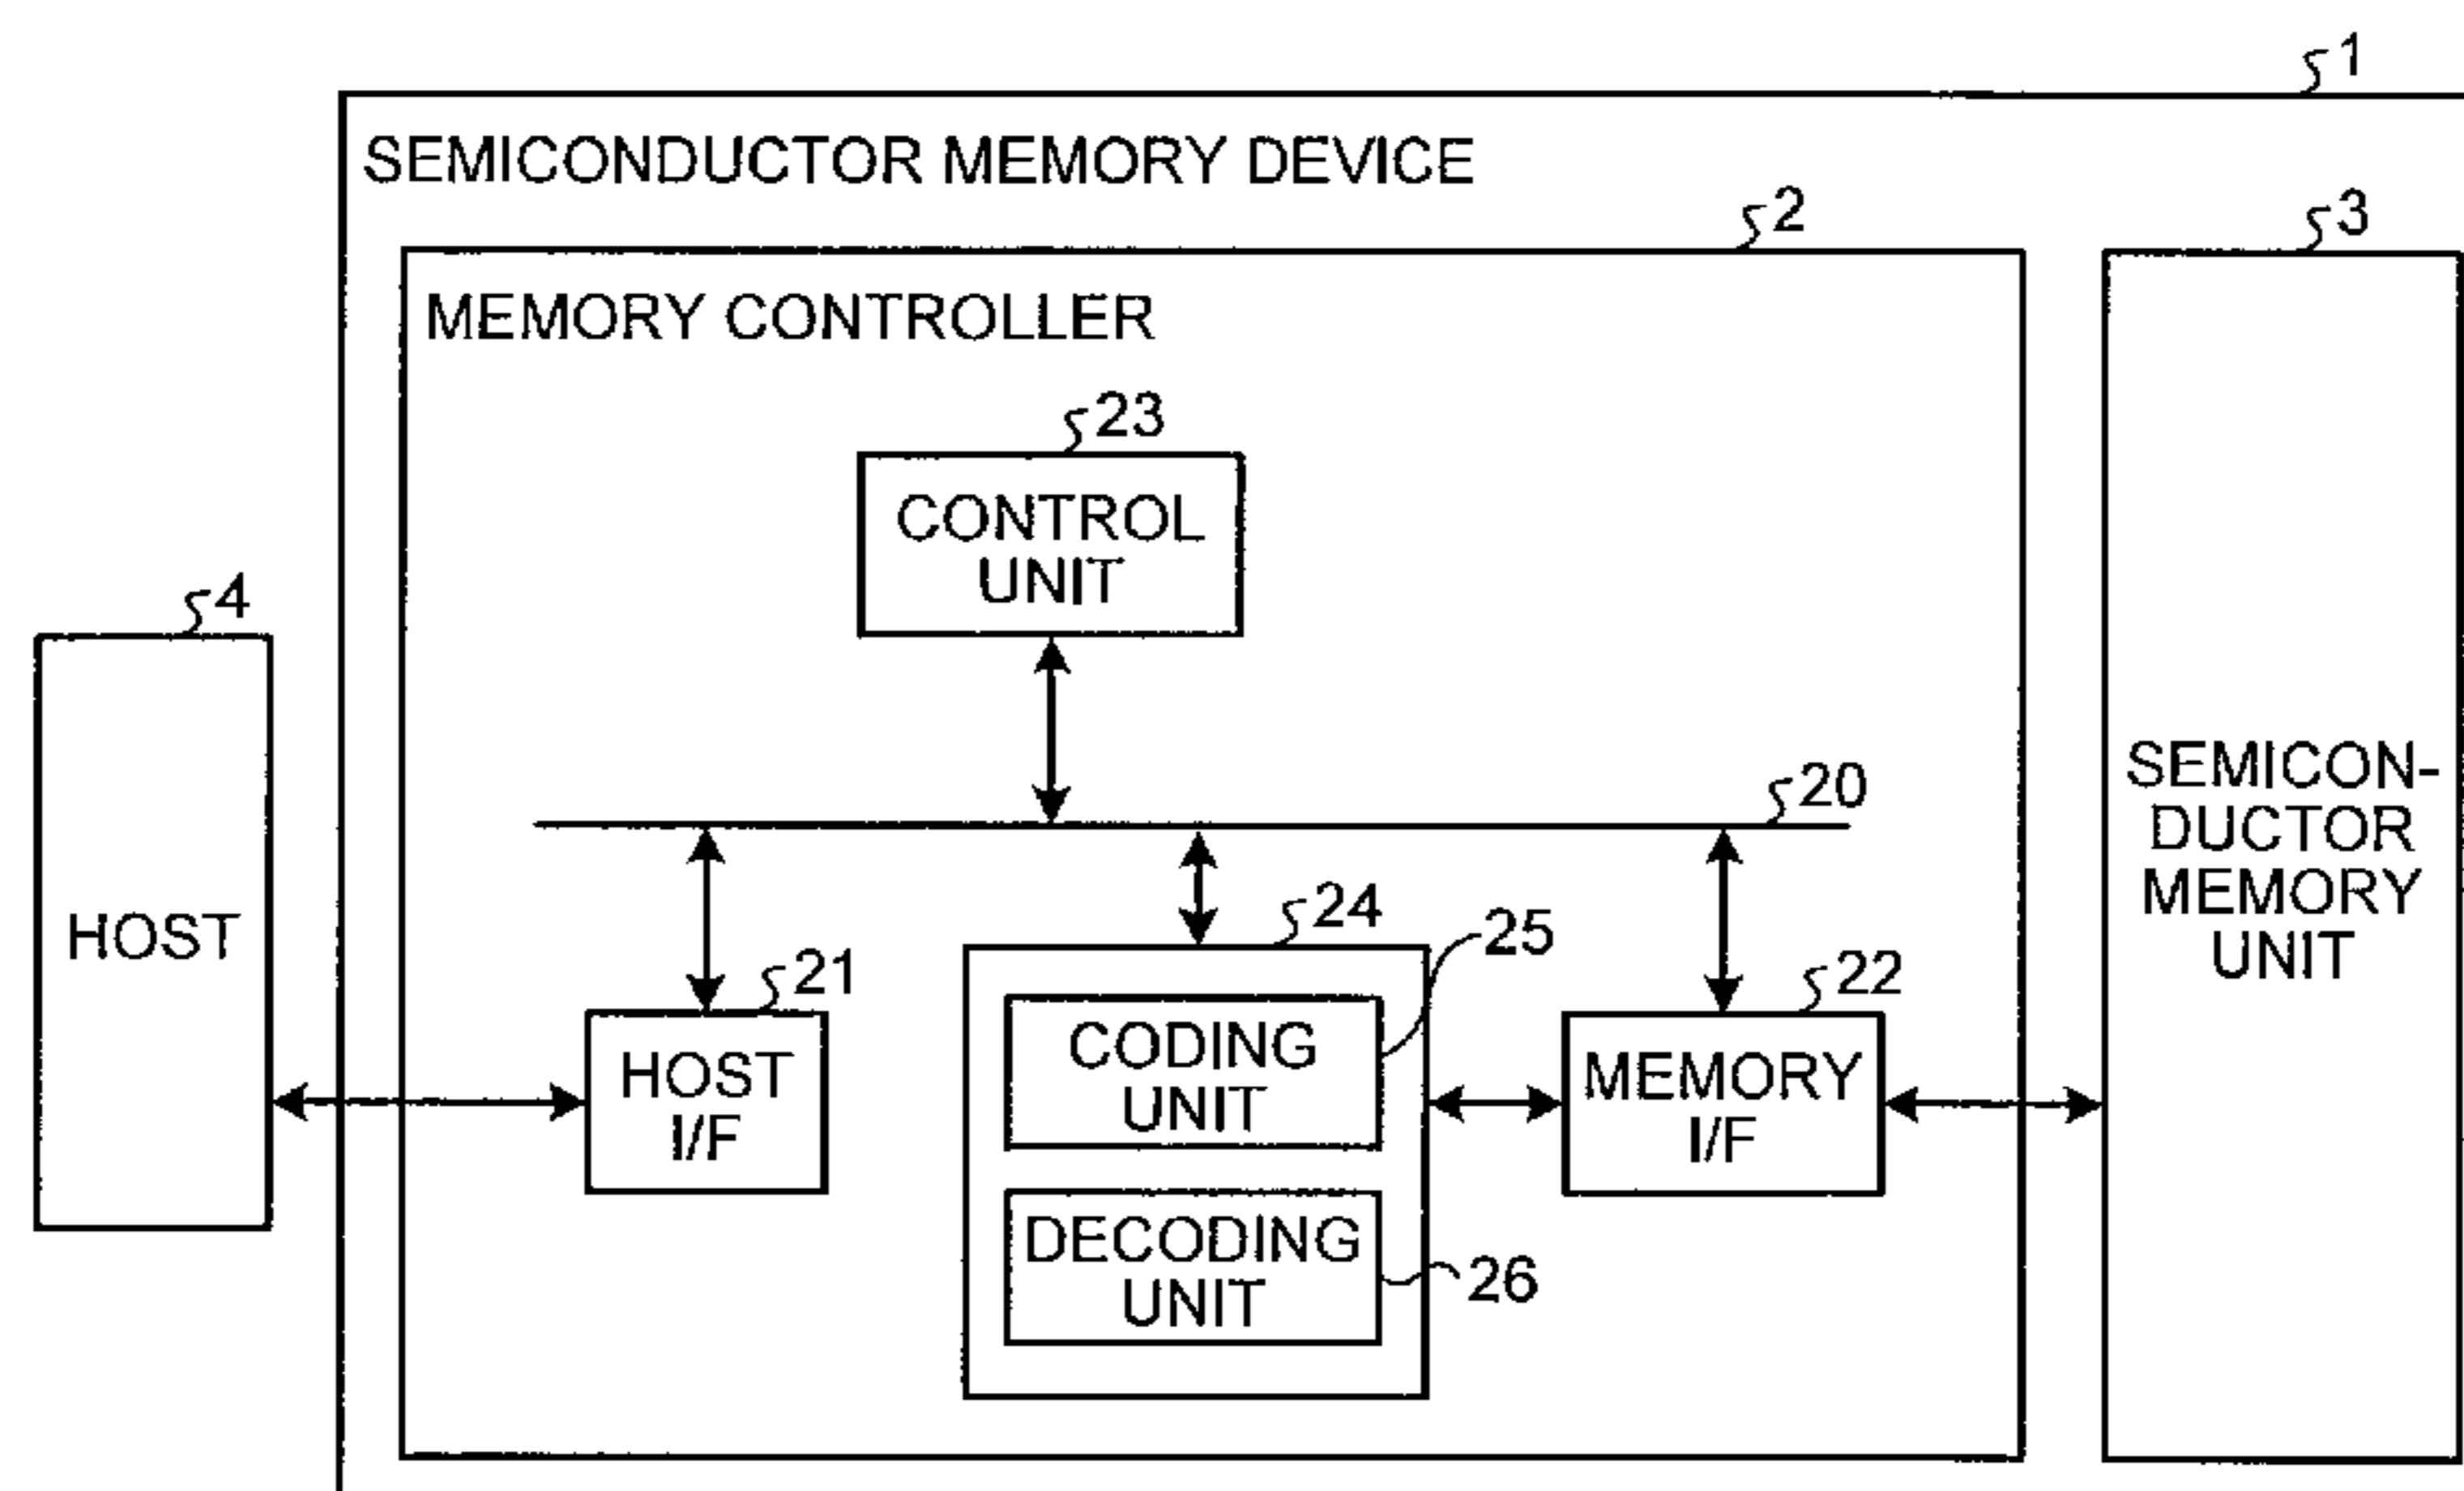 1
SEMICONDUCTOR MEMORY DEVICE
2
3
MEMORY CONTROLLER
23
CONTROL
UNIT
4
HOST
20
SEMICON-
DUCTOR
MEMORY
UNIT
24
25
21
HOST
I/F
CODING
UNIT
22
MEMORY
I/F
DECODING
UNIT
26